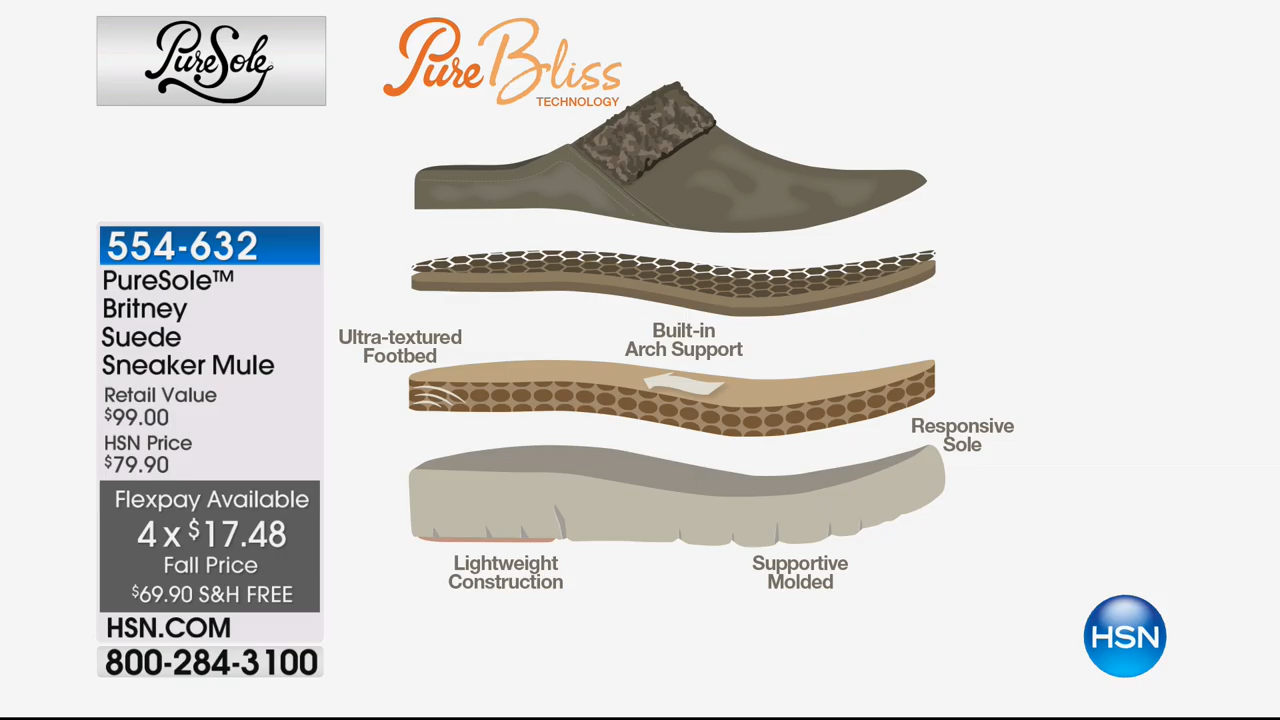 PureSole
PureBliss
TECHNOLOGY
554-632
PureSole™
Britney
Suede
Sneaker Mule
Retail Value
$99.00
HSN Price
$79.90
Flexpay Available
4 x $17.48
Fall Price
$69.90 S&H FREE
HSN.COM
800-284-3100
Ultra-textured
Footbed
Built-in
Arch Support
Responsive
Sole
Lightweight
Construction
Supportive
Molded
HSN